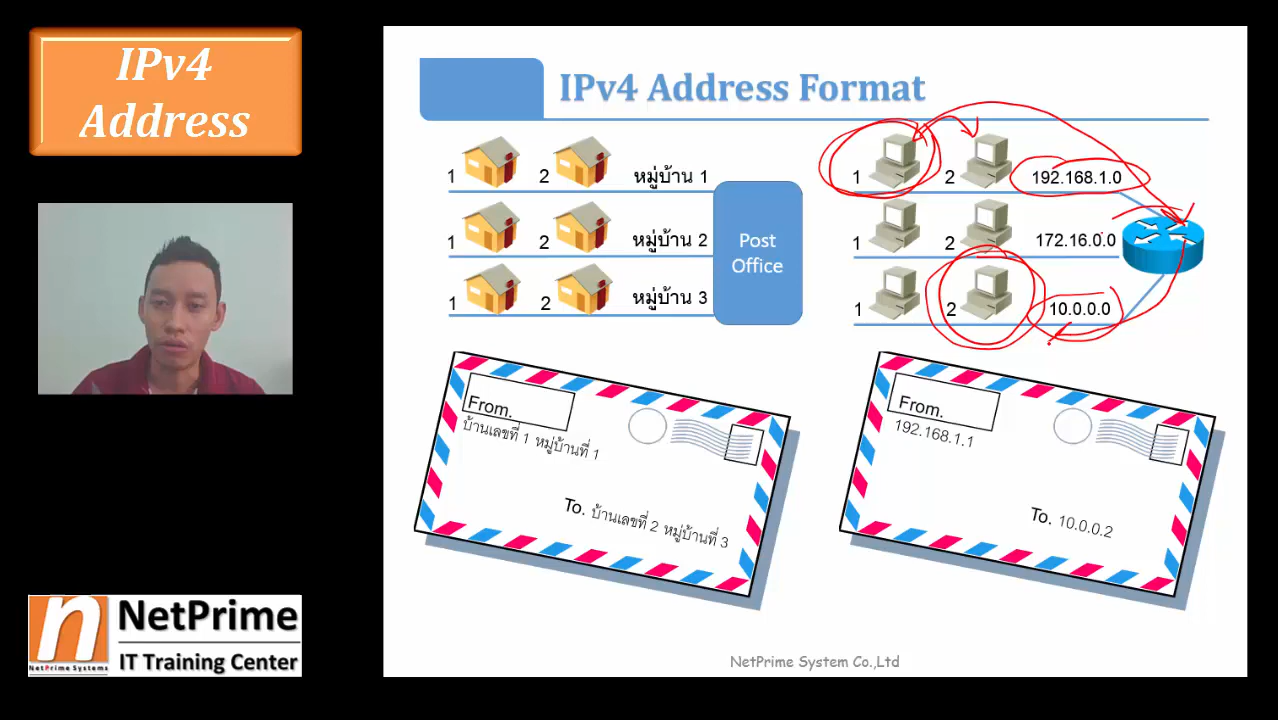 IPv4
Address
IPv4 Address Format
1
2
หมู่บ้าน 1
1
2
หมู่บ้าน 2
1
2
หมู่บ้าน 3
Post
Office
1
2
192.168.1.0
1
2
172.16.0.0
1
2
10.0.0.0
From.
บ้านเลขที่ 1 หมู่บ้านที่ 1
To. บ้านเลขที่ 2 หมู่บ้านที่ 3
From.
192.168.1.1
To. 10.0.0.2
n
NetPrime Systems
NetPrime
IT Training Center
NetPrime System Co.,Ltd